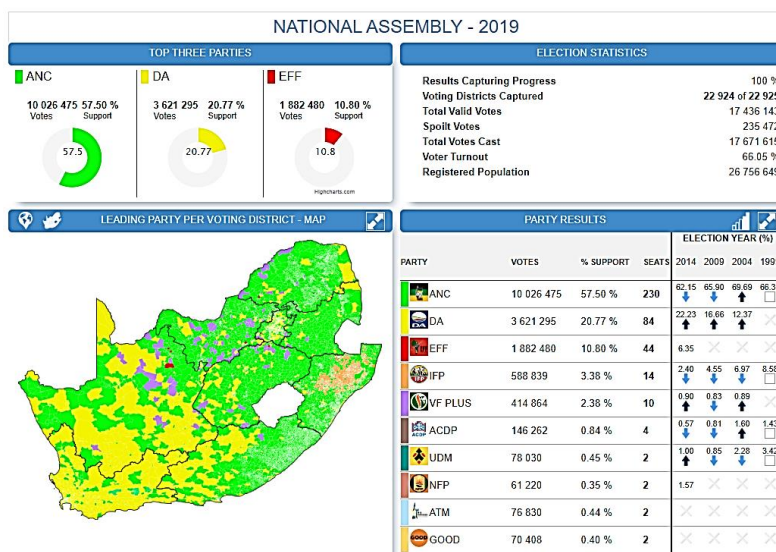 NATIONAL ASSEMBLY - 2019
TOP THREE PARTIES
ANC
DA
EFF
10 026 475 57.50 %
Votes Support
3 621 295 20.77 %
Votes Support
1 882 480 10.80 %
Votes Support
57.5
20.77
10.8
Highcharts.com
ELECTION STATISTICS
Results Capturing Progress 100 %
Voting Districts Captured 22 924 of 22 925
Total Valid Votes 17 436 143
Spoilt Votes 235 472
Total Votes Cast 17 671 615
Voter Turnout 66.05 %
Registered Population 26 756 649
LEADING PARTY PER VOTING DISTRICT - MAP
PARTY RESULTS
ELECTION YEAR (%)
PARTY VOTES % SUPPORT SEATS 2014 2009 2004 199
ANC 10 026 475 57.50 % 230 62.15 65.90 69.69 66.3
DA 3 621 295 20.77 % 84 22.23 16.66 12.37
EFF 1 882 480 10.80 % 44 6.35
IFP 588 839 3.38 % 14 2.40 4.55 6.97 8.58
VF PLUS 414 864 2.38 % 10 0.90 0.83 0.89
ACDP 146 262 0.84 % 4 0.57 0.81 1.60 1.43
UDM 78 030 0.45 % 2 1.00 0.85 2.28 3.42
NFP 61 220 0.35 % 2 1.57
ATM 76 830 0.44 % 2
GOOD GOOD 70 408 0.40 % 2